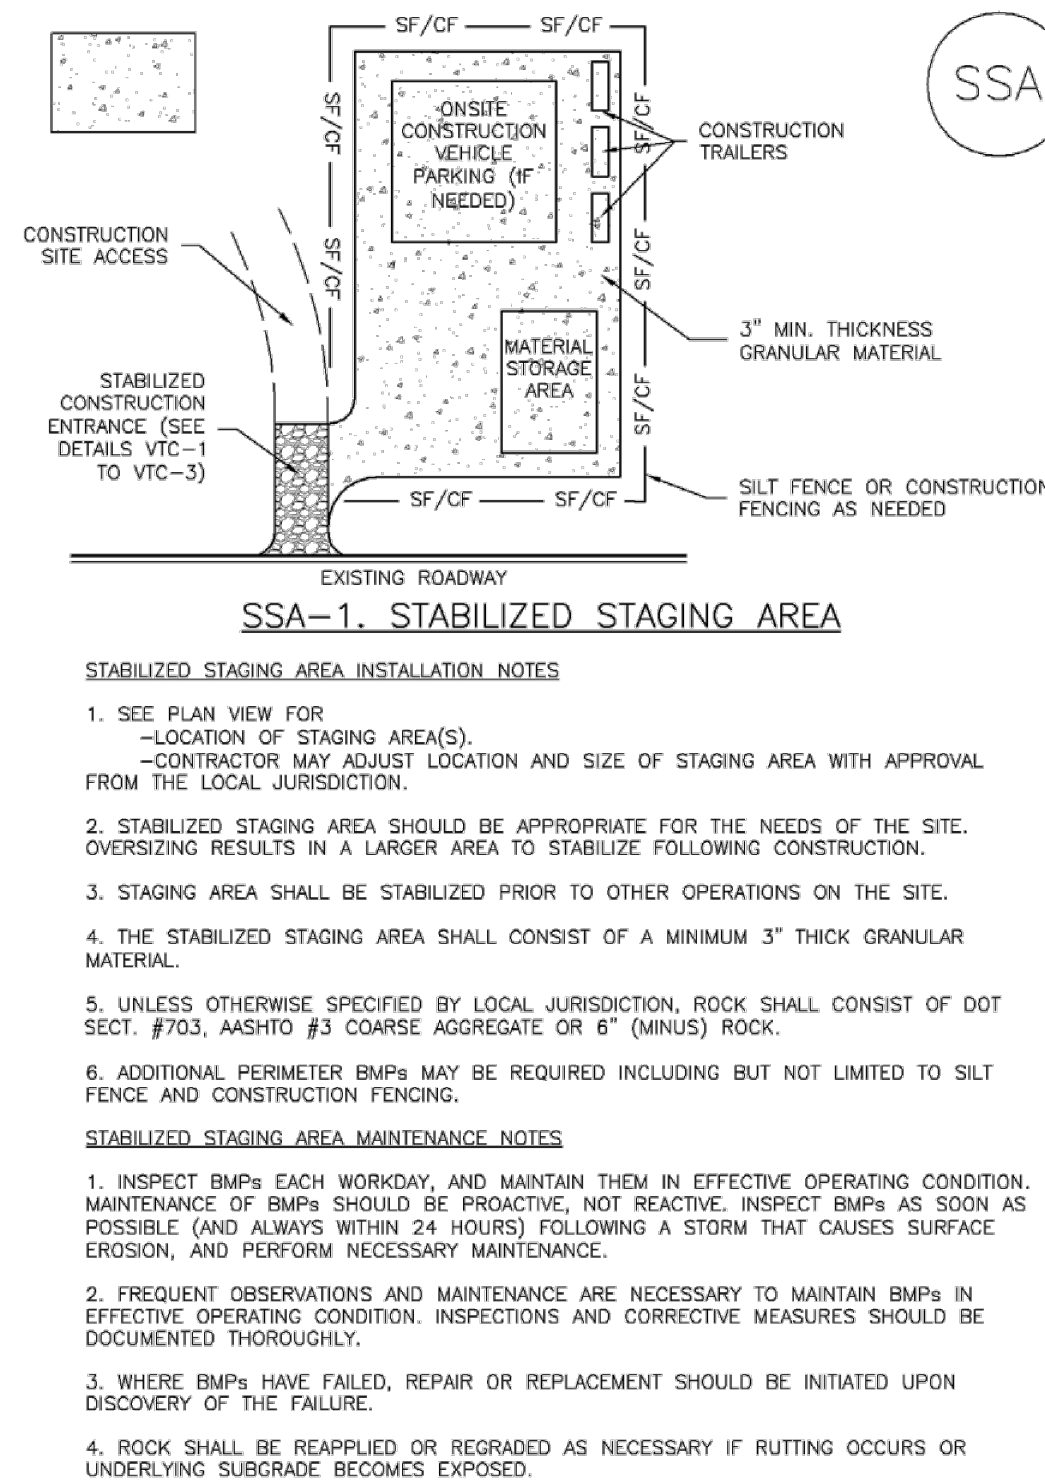 SF/CF
SF/CF
SSA
SF/CF
SF/CF
ONSITE
CONSTRUCTION
VEHICLE
PARKING (IF
NEEDED)
SF/CF
CONSTRUCTION
TRAILERS
CONSTRUCTION
SITE ACCESS
SF/CF
SF/CF
3" MIN. THICKNESS
GRANULAR MATERIAL
MATERIAL
STORAGE
AREA
STABILIZED
CONSTRUCTION
ENTRANCE (SEE
DETAILS VTC-1
TO VTC-3)
SF/CF
SF/CF
SILT FENCE OR CONSTRUCTION
FENCING AS NEEDED
EXISTING ROADWAY
SSA-1. STABILIZED STAGING AREA
STABILIZED STAGING AREA INSTALLATION NOTES
1. SEE PLAN VIEW FOR
-LOCATION OF STAGING AREA(S).
-CONTRACTOR MAY ADJUST LOCATION AND SIZE OF STAGING AREA WITH APPROVAL
FROM THE LOCAL JURISDICTION.
2. STABILIZED STAGING AREA SHOULD BE APPROPRIATE FOR THE NEEDS OF THE SITE.
OVERSIZING RESULTS IN A LARGER AREA TO STABILIZE FOLLOWING CONSTRUCTION.
3. STAGING AREA SHALL BE STABILIZED PRIOR TO OTHER OPERATIONS ON THE SITE.
4. THE STABILIZED STAGING AREA SHALL CONSIST OF A MINIMUM 3" THICK GRANULAR
MATERIAL.
5. UNLESS OTHERWISE SPECIFIED BY LOCAL JURISDICTION, ROCK SHALL CONSIST OF DOT
SECT. #703, AASHTO #3 COARSE AGGREGATE OR 6" (MINUS) ROCK.
6. ADDITIONAL PERIMETER BMPs MAY BE REQUIRED INCLUDING BUT NOT LIMITED TO SILT
FENCE AND CONSTRUCTION FENCING.
STABILIZED STAGING AREA MAINTENANCE NOTES
1. INSPECT BMPs EACH WORKDAY, AND MAINTAIN THEM IN EFFECTIVE OPERATING CONDITION.
MAINTENANCE OF BMPs SHOULD BE PROACTIVE, NOT REACTIVE. INSPECT BMPs AS SOON AS
POSSIBLE (AND ALWAYS WITHIN 24 HOURS) FOLLOWING A STORM THAT CAUSES SURFACE
EROSION, AND PERFORM NECESSARY MAINTENANCE.
2. FREQUENT OBSERVATIONS AND MAINTENANCE ARE NECESSARY TO MAINTAIN BMPs IN
EFFECTIVE OPERATING CONDITION. INSPECTIONS AND CORRECTIVE MEASURES SHOULD BE
DOCUMENTED THOROUGHLY.
3. WHERE BMPs HAVE FAILED, REPAIR OR REPLACEMENT SHOULD BE INITIATED UPON
DISCOVERY OF THE FAILURE.
4. ROCK SHALL BE REAPPLIED OR REGRADED AS NECESSARY IF RUTTING OCCURS OR
UNDERLYING SUBGRADE BECOMES EXPOSED.